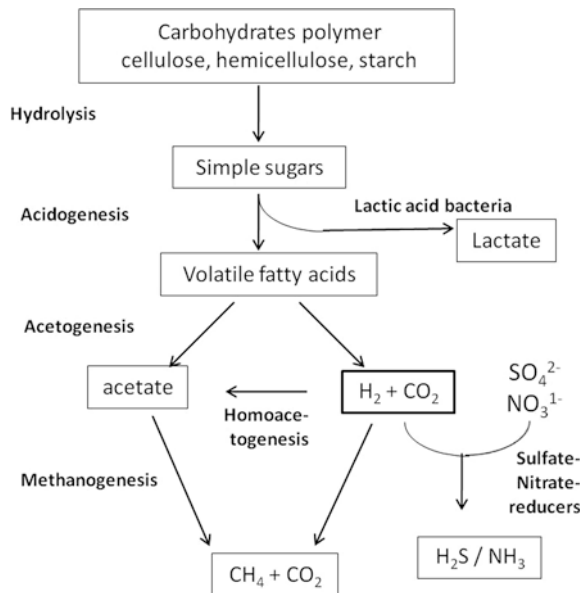 Carbohydrates polymer
cellulose, hemicellulose, starch
Hydrolysis
Simple sugars
Acidogenesis
Lactic acid bacteria
Lactate
Volatile fatty acids
Acetogenesis
acetate
H₂ + CO₂
SO₄²⁻
NO₃¹⁻
Homoace-
togenesis
Methanogenesis
Sulfate-
Nitrate-
reducers
CH₄ + CO₂
H₂S / NH₃